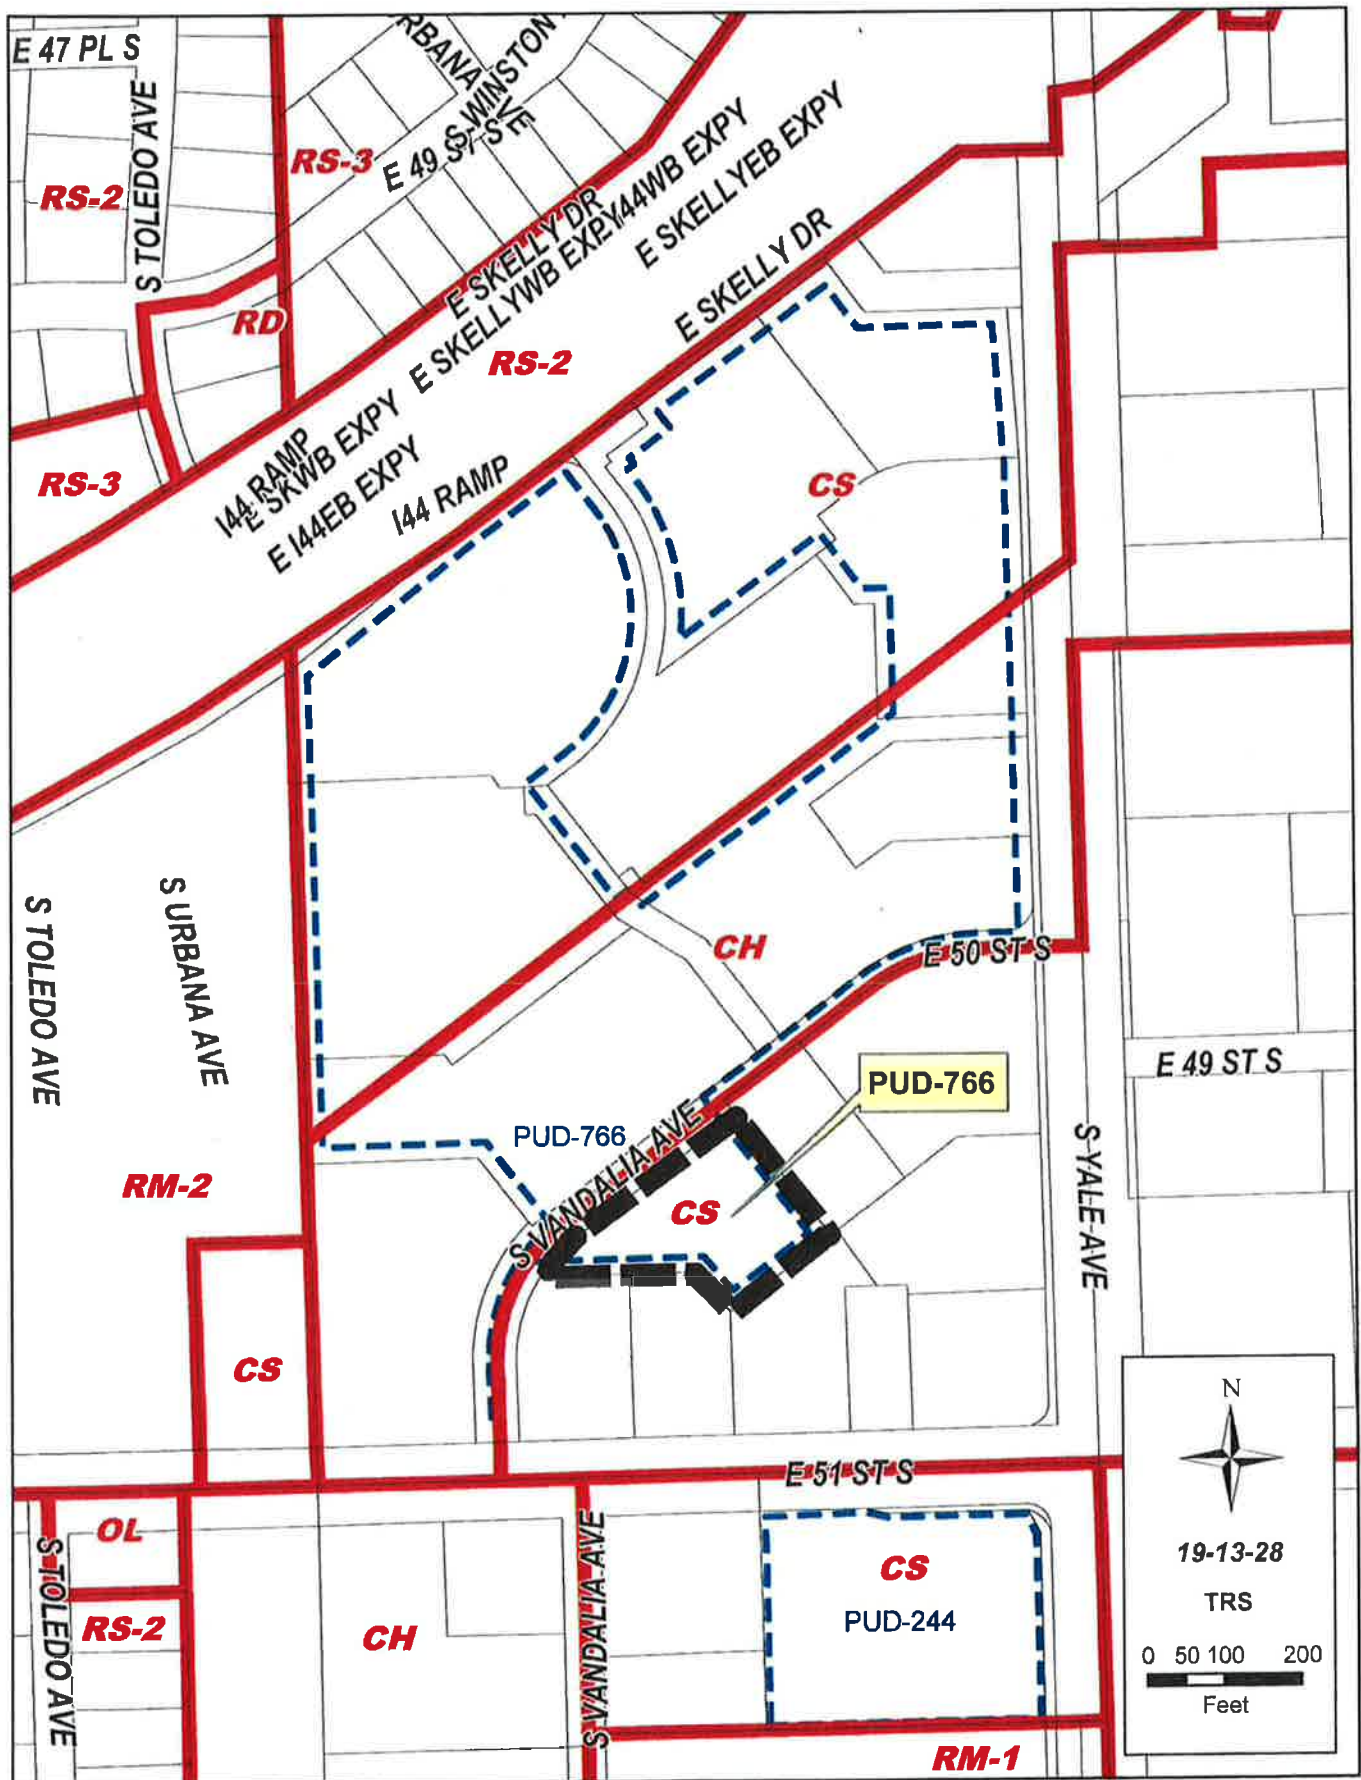 E 47 PL S
S TOLEDO AVE
RS-2
RS-3
URBANA AVE
S WINSTON
E 49 ST S
RD
E SKELLY DR
E SKELLYWB EXPY
I44WB EXPY
E SKELLYEB EXPY
E SKELLY DR
RS-2
RS-3
I44 RAMP
E SKWB EXPY
E I44EB EXPY
I44 RAMP
CS
S TOLEDO AVE
S URBANA AVE
CH
E 50 ST S
E 49 ST S
PUD-766
PUD-766
S VANDALIA AVE
CS
RM-2
S YALE AVE
CS
E 51 ST S
OL
S TOLEDO AVE
RS-2
CH
S VANDALIA AVE
CS
PUD-244
RM-1
N
19-13-28
TRS
0 50 100 200
Feet